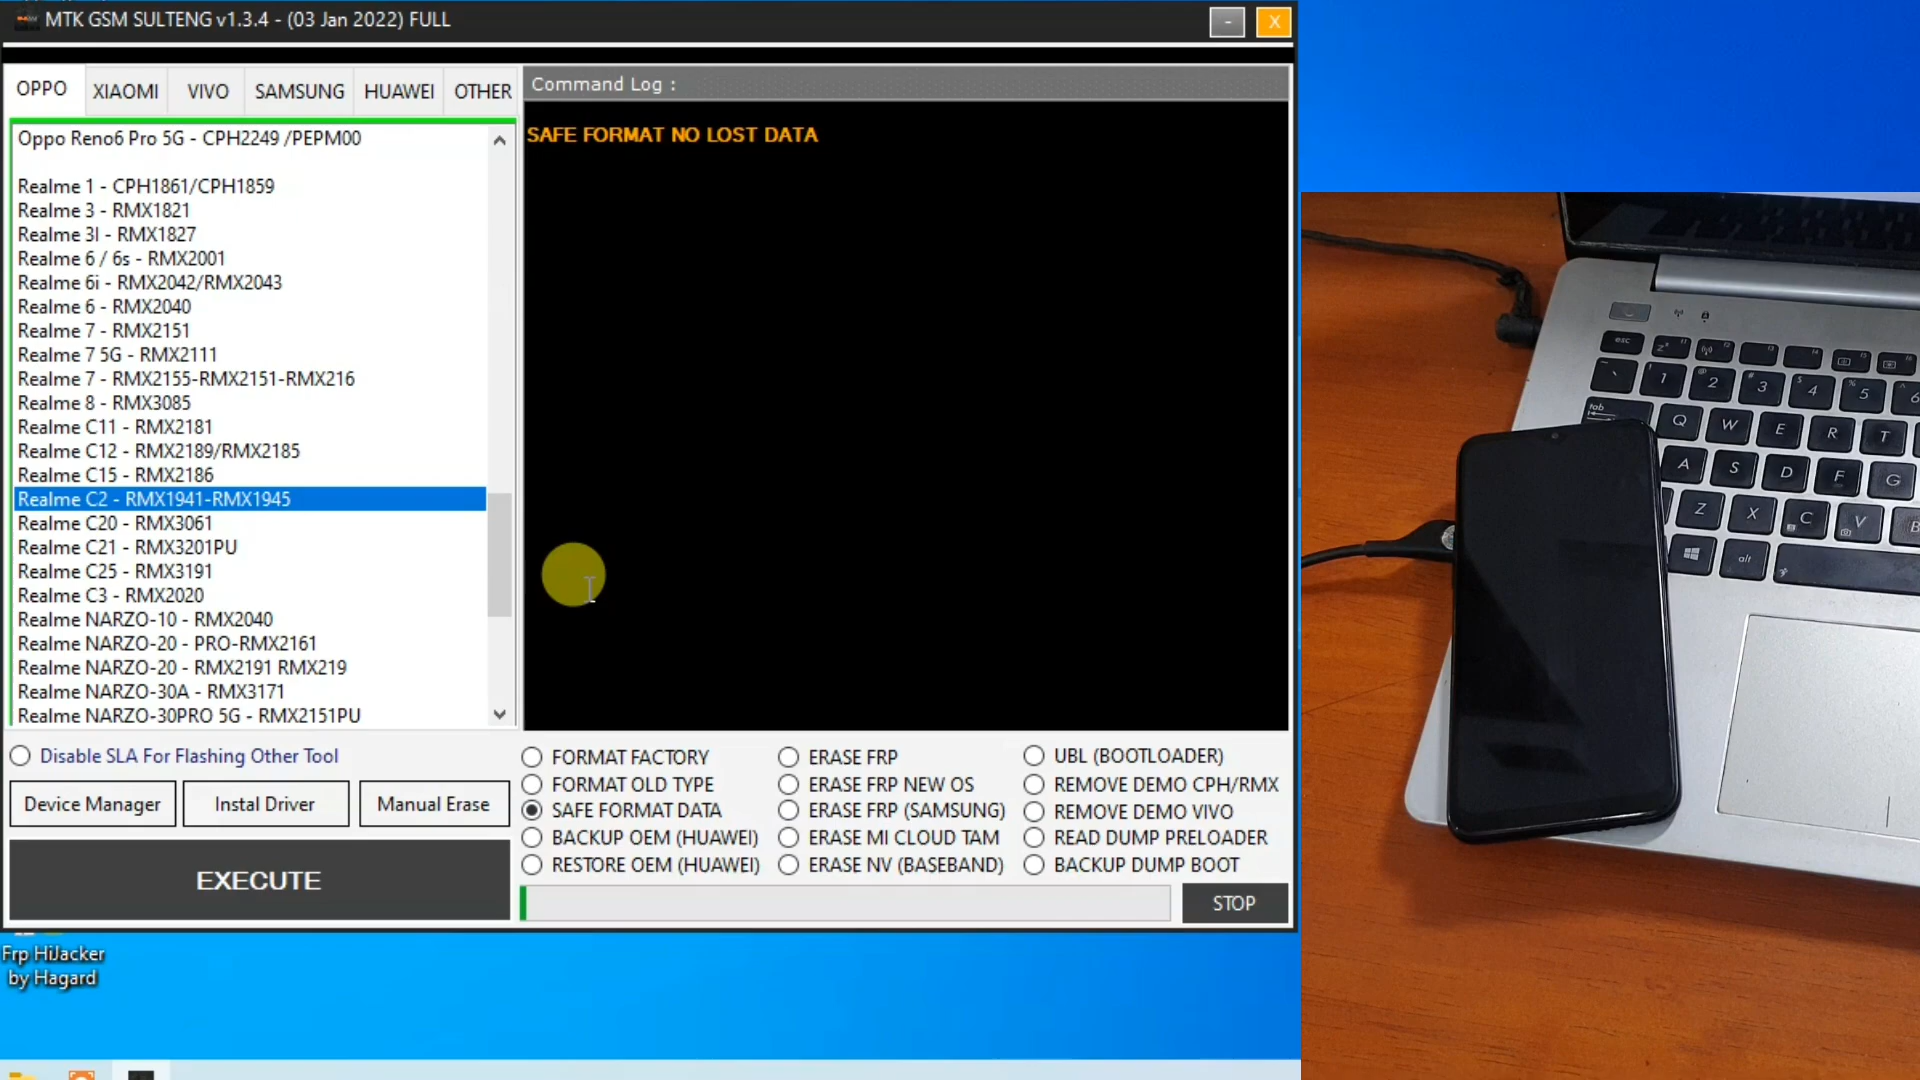 MTK GSM SULTENG v1.3.4 - (03 Jan 2022) FULL
-
X
OPPO
XIAOMI
VIVO
SAMSUNG
HUAWEI
OTHER
Command Log :
SAFE FORMAT NO LOST DATA
Oppo Reno6 Pro 5G - CPH2249 /PEPM00
Realme 1 - CPH1861/CPH1859
Realme 3 - RMX1821
Realme 3I - RMX1827
Realme 6 / 6s - RMX2001
Realme 6i - RMX2042/RMX2043
Realme 6 - RMX2040
Realme 7 - RMX2151
Realme 7 5G - RMX2111
Realme 7 - RMX2155-RMX2151-RMX216
Realme 8 - RMX3085
Realme C11 - RMX2181
Realme C12 - RMX2189/RMX2185
Realme C15 - RMX2186
Realme C2 - RMX1941-RMX1945
Realme C20 - RMX3061
Realme C21 - RMX3201PU
Realme C25 - RMX3191
Realme C3 - RMX2020
Realme NARZO-10 - RMX2040
Realme NARZO-20 - PRO-RMX2161
Realme NARZO-20 - RMX2191 RMX219
Realme NARZO-30A - RMX3171
Realme NARZO-30PRO 5G - RMX2151PU
Disable SLA For Flashing Other Tool
Device Manager
Instal Driver
Manual Erase
EXECUTE
FORMAT FACTORY
FORMAT OLD TYPE
SAFE FORMAT DATA
BACKUP OEM (HUAWEI)
RESTORE OEM (HUAWEI)
ERASE FRP
ERASE FRP NEW OS
ERASE FRP (SAMSUNG)
ERASE MI CLOUD TAM
ERASE NV (BASEBAND)
UBL (BOOTLOADER)
REMOVE DEMO CPH/RMX
REMOVE DEMO VIVO
READ DUMP PRELOADER
BACKUP DUMP BOOT
STOP
Frp HiJacker
by Hagard
esc
1 2 3 4 5 6
tab Q W E R T
A S D F G
Z X C V B
alt